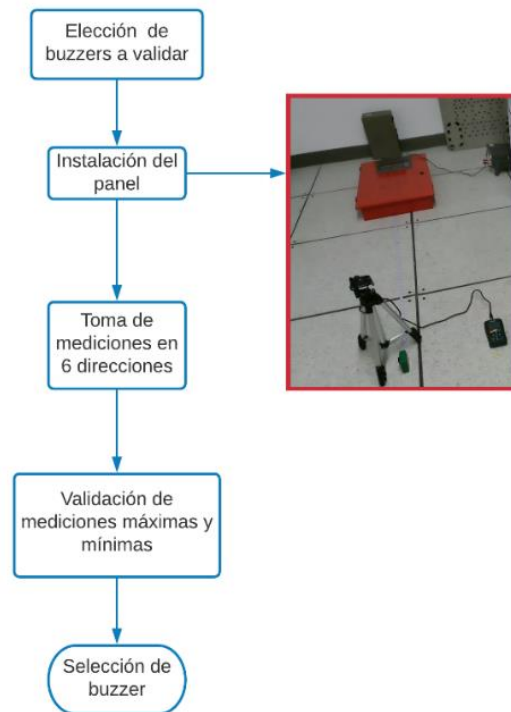 Elección de
buzzers a validar
Instalación del
panel
Toma de
mediciones en
6 direcciones
Validación de
mediciones máximas y
mínimas
Selección de
buzzer